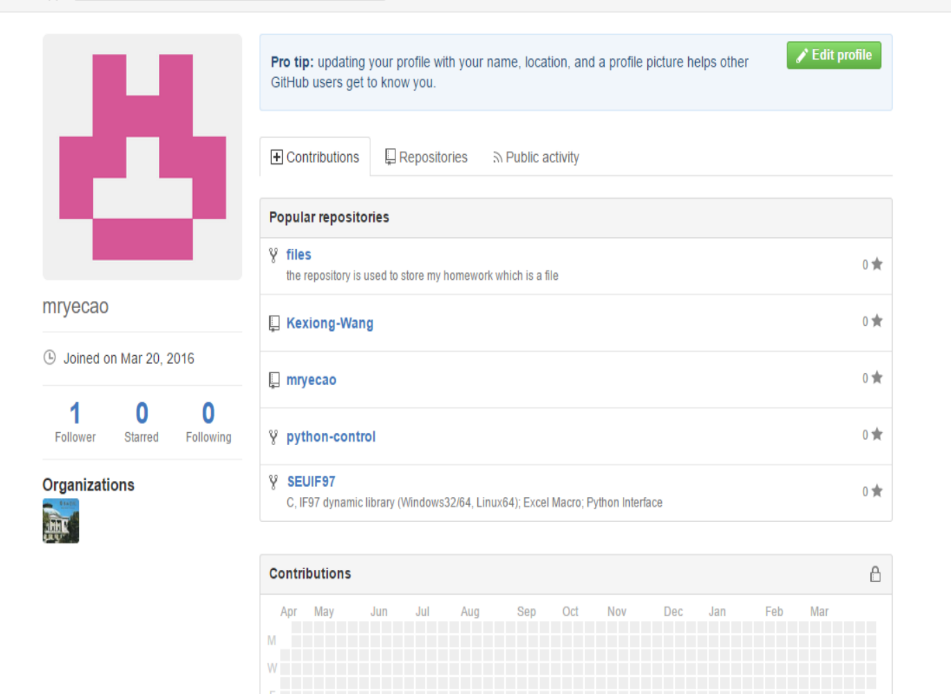 Pro tip: updating your profile with your name, location, and a profile picture helps other
GitHub users get to know you.
Edit profile
Contributions
Repositories
Public activity
Popular repositories
files
the repository is used to store my homework which is a file
0
Kexiong-Wang
0
mryecao
0
python-control
0
SEUIF97
C, IF97 dynamic library (Windows32/64, Linux64); Excel Macro; Python Interface
0
mryecao
Joined on Mar 20, 2016
1 0 0
Follower Starred Following
Organizations
Contributions
Apr May Jun Jul Aug Sep Oct Nov Dec Jan Feb Mar
M
W